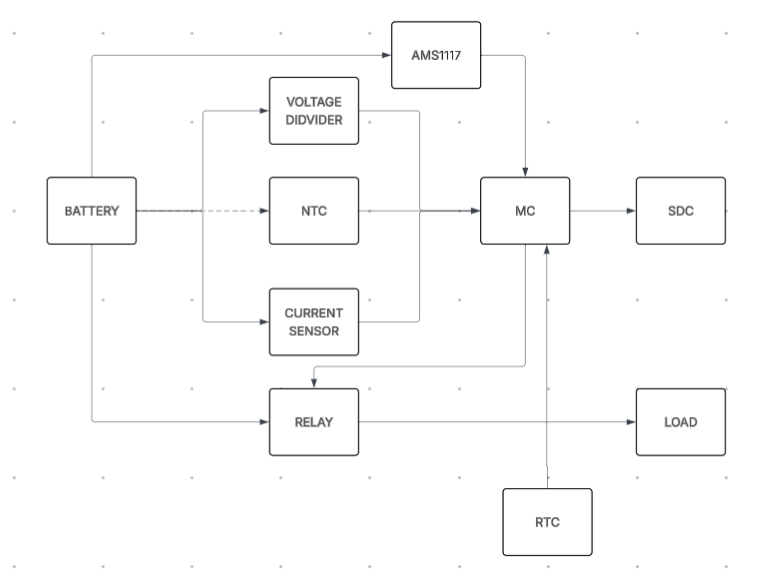 AMS1117
VOLTAGE
DIDVIDER
BATTERY
NTC
MC
SDC
CURRENT
SENSOR
RELAY
LOAD
RTC